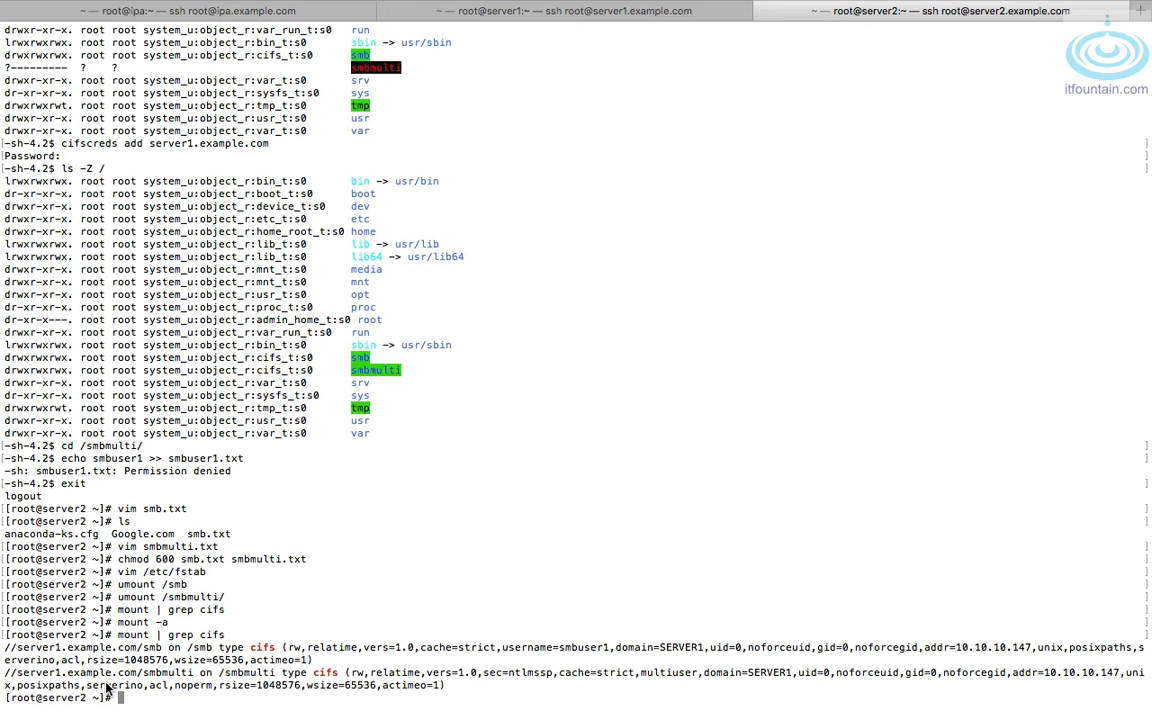 ~ — root@ipa:~ — ssh root@ipa.example.com
~ — root@server1:~ — ssh root@server1.example.com
~ — root@server2:~ — ssh root@server2.example.com
+
itfountain.com
drwxr-xr-x. root root system_u:object_r:var_run_t:s0 run
lrwxrwxrwx. root root system_u:object_r:bin_t:s0 sbin -> usr/sbin
drwxrwxrwx. root root system_u:object_r:cifs_t:s0 smb
?--------- ? ? smbmulti
drwxr-xr-x. root root system_u:object_r:var_t:s0 srv
dr-xr-xr-x. root root system_u:object_r:sysfs_t:s0 sys
drwxrwxrwt. root root system_u:object_r:tmp_t:s0 tmp
drwxr-xr-x. root root system_u:object_r:usr_t:s0 usr
drwxr-xr-x. root root system_u:object_r:var_t:s0 var
[-sh-4.2$ cifscreds add server1.example.com ]
[Password: ]
[-sh-4.2$ ls -Z / ]
lrwxrwxrwx. root root system_u:object_r:bin_t:s0 bin -> usr/bin
dr-xr-xr-x. root root system_u:object_r:boot_t:s0 boot
drwxr-xr-x. root root system_u:object_r:device_t:s0 dev
drwxr-xr-x. root root system_u:object_r:etc_t:s0 etc
drwxr-xr-x. root root system_u:object_r:home_root_t:s0 home
lrwxrwxrwx. root root system_u:object_r:lib_t:s0 lib -> usr/lib
lrwxrwxrwx. root root system_u:object_r:lib_t:s0 lib64 -> usr/lib64
drwxr-xr-x. root root system_u:object_r:mnt_t:s0 media
drwxr-xr-x. root root system_u:object_r:mnt_t:s0 mnt
drwxr-xr-x. root root system_u:object_r:usr_t:s0 opt
dr-xr-xr-x. root root system_u:object_r:proc_t:s0 proc
dr-xr-x---. root root system_u:object_r:admin_home_t:s0 root
drwxr-xr-x. root root system_u:object_r:var_run_t:s0 run
lrwxrwxrwx. root root system_u:object_r:bin_t:s0 sbin -> usr/sbin
drwxrwxrwx. root root system_u:object_r:cifs_t:s0 smb
drwxrwxrwx. root root system_u:object_r:cifs_t:s0 smbmulti
drwxr-xr-x. root root system_u:object_r:var_t:s0 srv
dr-xr-xr-x. root root system_u:object_r:sysfs_t:s0 sys
drwxrwxrwt. root root system_u:object_r:tmp_t:s0 tmp
drwxr-xr-x. root root system_u:object_r:usr_t:s0 usr
drwxr-xr-x. root root system_u:object_r:var_t:s0 var
[-sh-4.2$ cd /smbmulti/ ]
[-sh-4.2$ echo smbuser1 >> smbuser1.txt ]
-sh: smbuser1.txt: Permission denied
[-sh-4.2$ exit ]
logout
[[root@server2 ~]# vim smb.txt ]
[[root@server2 ~]# ls ]
anaconda-ks.cfg Google.com smb.txt
[[root@server2 ~]# vim smbmulti.txt ]
[[root@server2 ~]# chmod 600 smb.txt smbmulti.txt ]
[[root@server2 ~]# vim /etc/fstab ]
[[root@server2 ~]# umount /smb ]
[[root@server2 ~]# umount /smbmulti/ ]
[[root@server2 ~]# mount | grep cifs ]
[[root@server2 ~]# mount -a ]
[[root@server2 ~]# mount | grep cifs ]
//server1.example.com/smb on /smb type cifs (rw,relatime,vers=1.0,cache=strict,username=smbuser1,domain=SERVER1,uid=0,noforceuid,gid=0,noforcegid,addr=10.10.10.147,unix,posixpaths,s
erverino,acl,rsize=1048576,wsize=65536,actimeo=1)
//server1.example.com/smbmulti on /smbmulti type cifs (rw,relatime,vers=1.0,sec=ntlmssp,cache=strict,multiuser,domain=SERVER1,uid=0,noforceuid,gid=0,noforcegid,addr=10.10.10.147,uni
x,posixpaths,serverino,acl,noperm,rsize=1048576,wsize=65536,actimeo=1)
[root@server2 ~]#